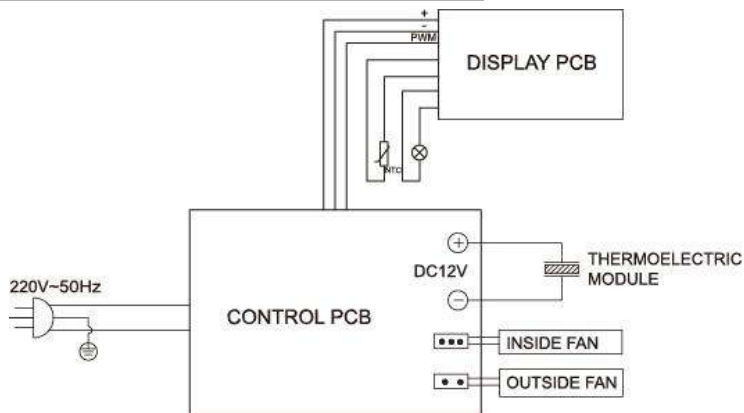 +
-
PWM
DISPLAY PCB
NTC
220V~50Hz
CONTROL PCB
+
DC12V
−
THERMOELECTRIC
MODULE
INSIDE FAN
OUTSIDE FAN